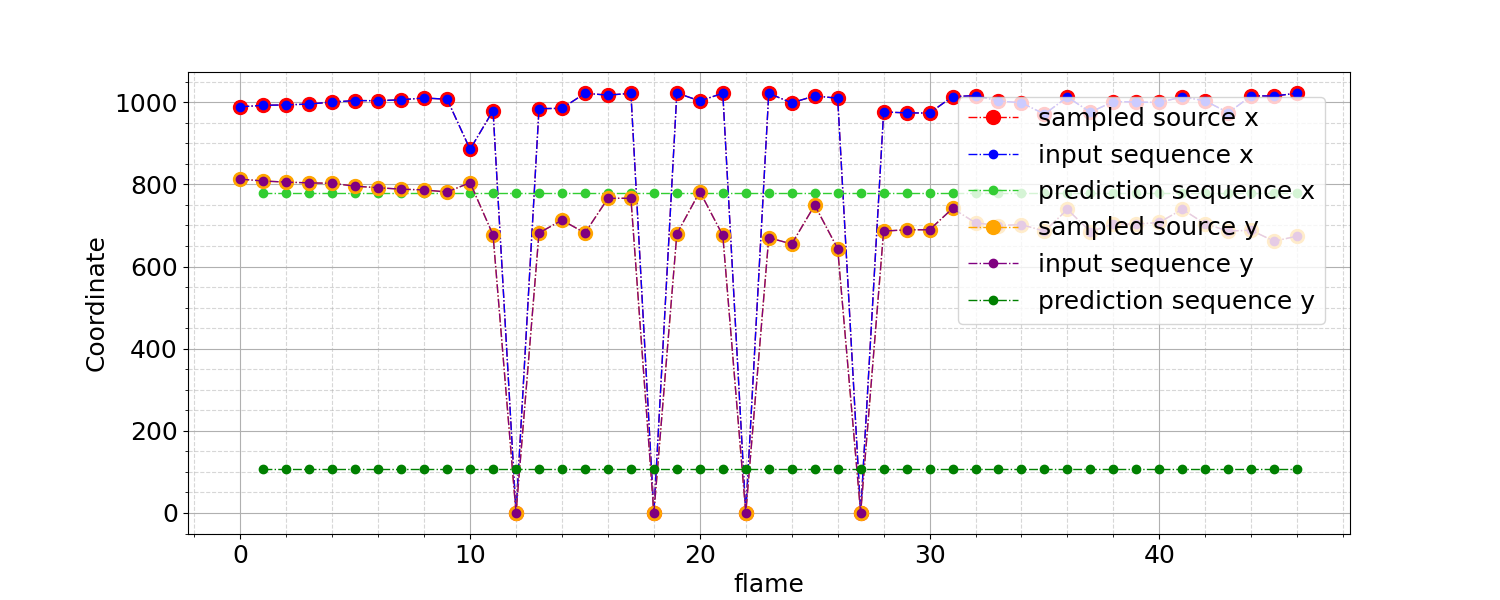 1000
800
600
400
200
0
Coordinate
0 10 20 30 40
flame
sampled source x
input sequence x
prediction sequence x
sampled source y
input sequence y
prediction sequence y